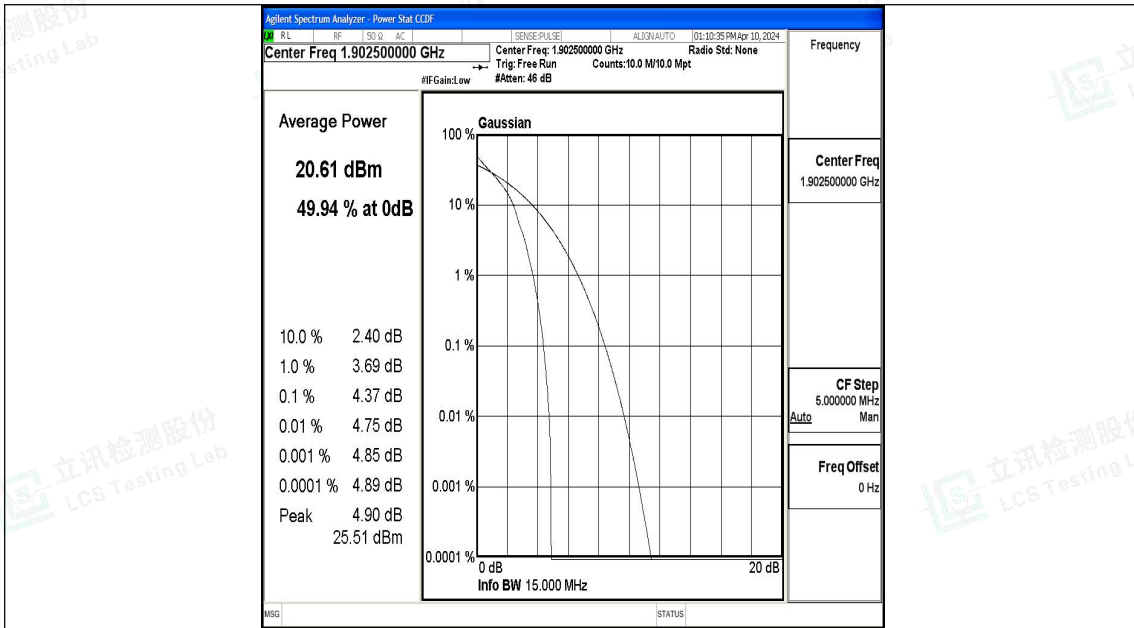 Agilent Spectrum Analyzer - Power Stat CCDF
RL RF 50 Ω AC SENSE:PULSE ALIGN AUTO 01:10:35 PM Apr 10, 2024
Center Freq 1.902500000 GHz
Center Freq: 1.902500000 GHz Radio Std: None
Trig: Free Run Counts:10.0 M/10.0 Mpt
#IFGain:Low #Atten: 46 dB
Average Power
20.61 dBm
49.94 % at 0dB
10.0 % 2.40 dB
1.0 % 3.69 dB
0.1 % 4.37 dB
0.01 % 4.75 dB
0.001 % 4.85 dB
0.0001 % 4.89 dB
Peak 4.90 dB
25.51 dBm
Gaussian
100 %
10 %
1 %
0.1 %
0.01 %
0.001 %
0.0001 %
0 dB 20 dB
Info BW 15.000 MHz
Frequency
Center Freq
1.902500000 GHz
CF Step
5.000000 MHz
Auto Man
Freq Offset
0 Hz
MSG STATUS
立讯检测股份
LCS Testing Lab
立讯检测股份
LCS Testing L